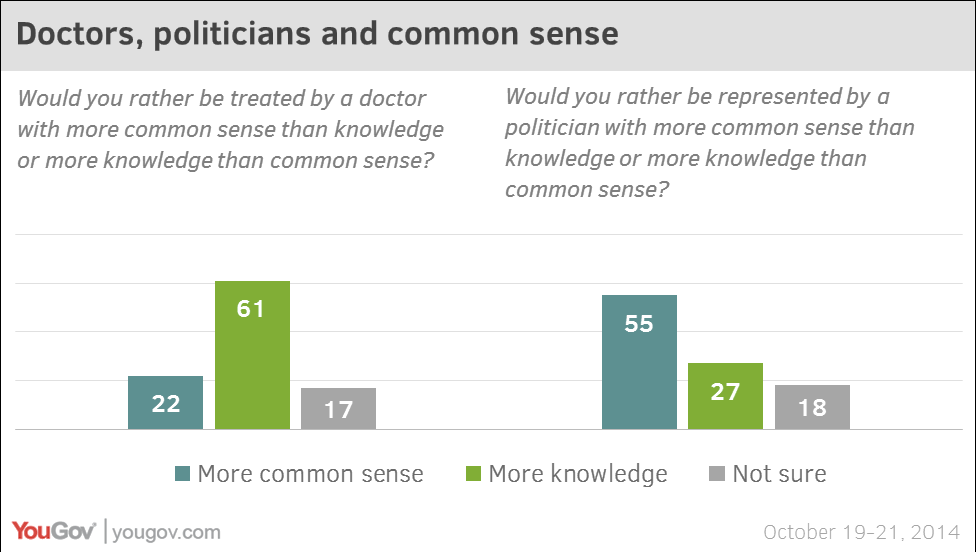 Doctors, politicians and common sense
Would you rather be treated by a doctor
with more common sense than knowledge
or more knowledge than common sense?
Would you rather be represented by a
politician with more common sense than
knowledge or more knowledge than
common sense?
22
61
17
55
27
18
More common sense
More knowledge
Not sure
YouGov | yougov.com
October 19-21, 2014